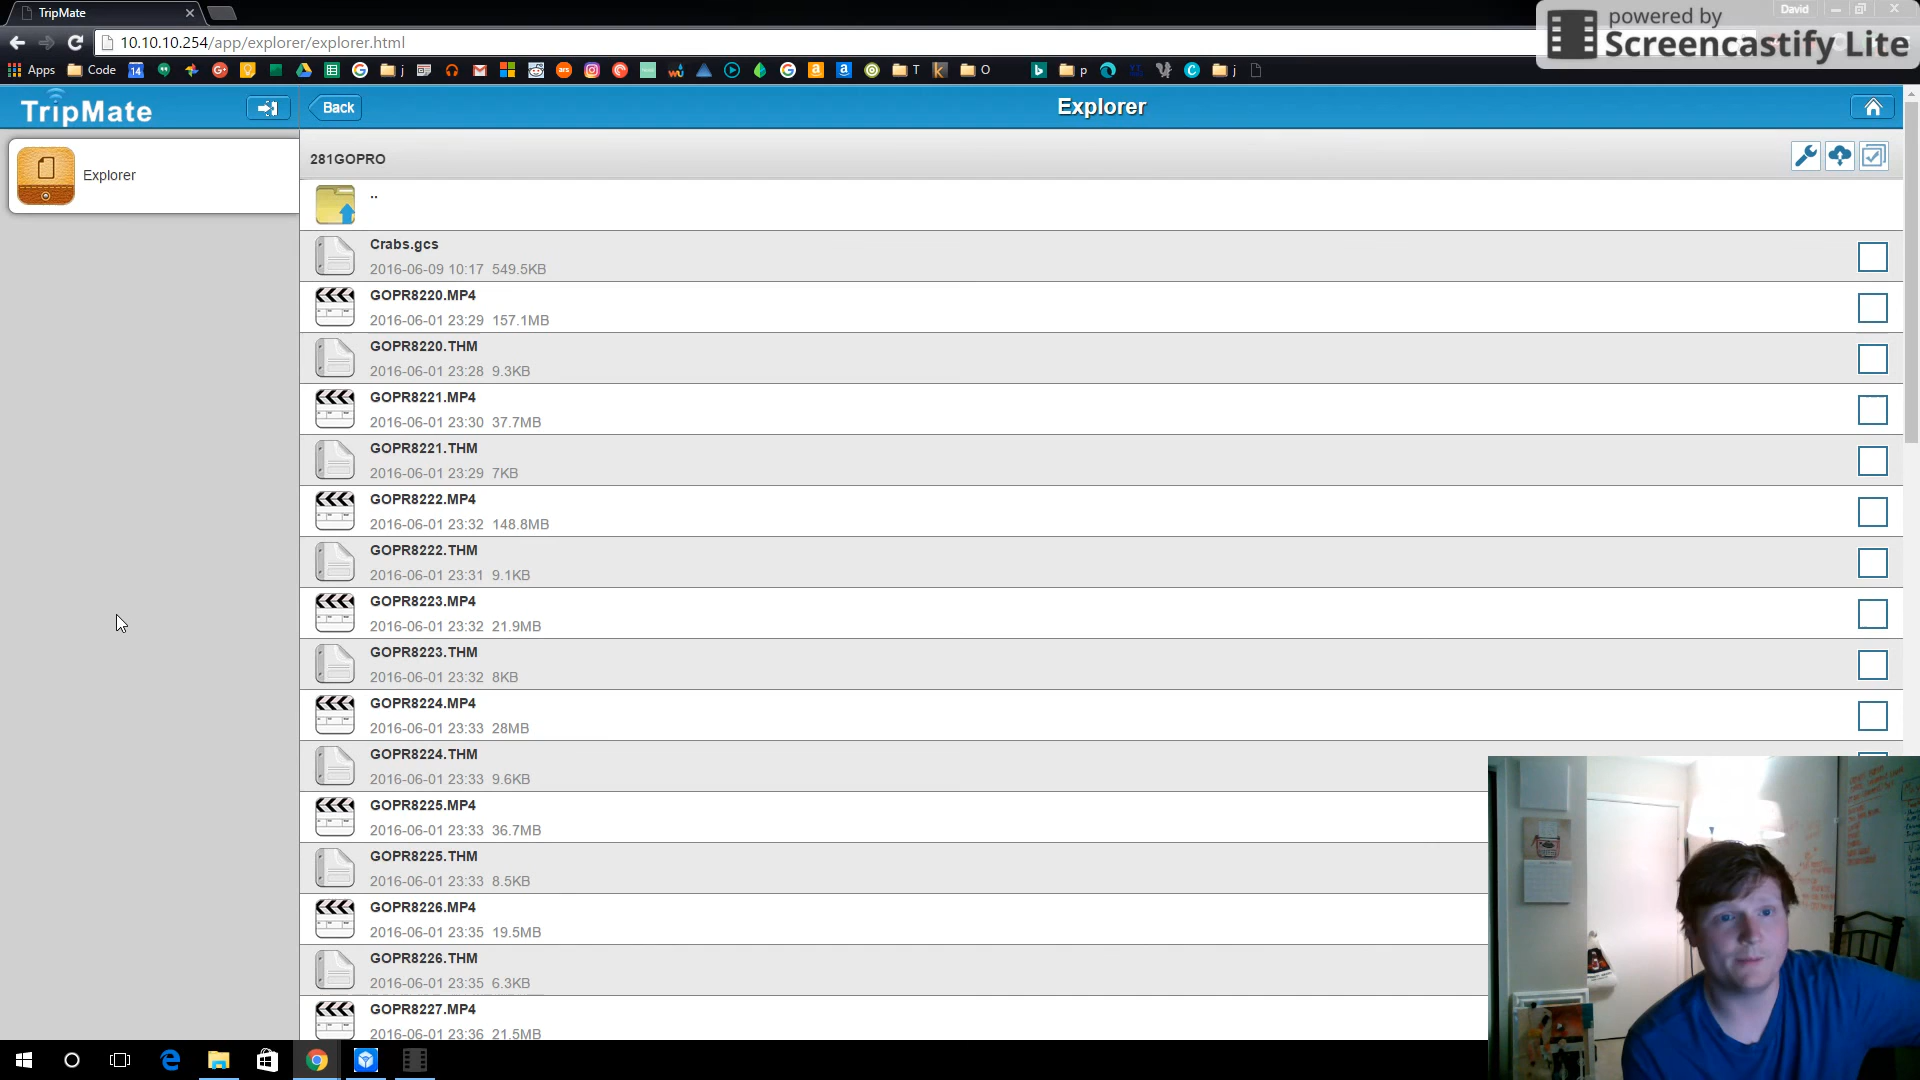 TripMate
David
powered by
Screencastify Lite
10.10.10.254/app/explorer/explorer.html
Apps
Code
14
j
T
O
p
j
TripMate
Back
Explorer
Explorer
281GOPRO
..
Crabs.gcs
2016-06-09 10:17 549.5KB
GOPR8220.MP4
2016-06-01 23:29 157.1MB
GOPR8220.THM
2016-06-01 23:28 9.3KB
GOPR8221.MP4
2016-06-01 23:30 37.7MB
GOPR8221.THM
2016-06-01 23:29 7KB
GOPR8222.MP4
2016-06-01 23:32 148.8MB
GOPR8222.THM
2016-06-01 23:31 9.1KB
GOPR8223.MP4
2016-06-01 23:32 21.9MB
GOPR8223.THM
2016-06-01 23:32 8KB
GOPR8224.MP4
2016-06-01 23:33 28MB
GOPR8224.THM
2016-06-01 23:33 9.6KB
GOPR8225.MP4
2016-06-01 23:33 36.7MB
GOPR8225.THM
2016-06-01 23:33 8.5KB
GOPR8226.MP4
2016-06-01 23:35 19.5MB
GOPR8226.THM
2016-06-01 23:35 6.3KB
GOPR8227.MP4
2016-06-01 23:36 21.5MB